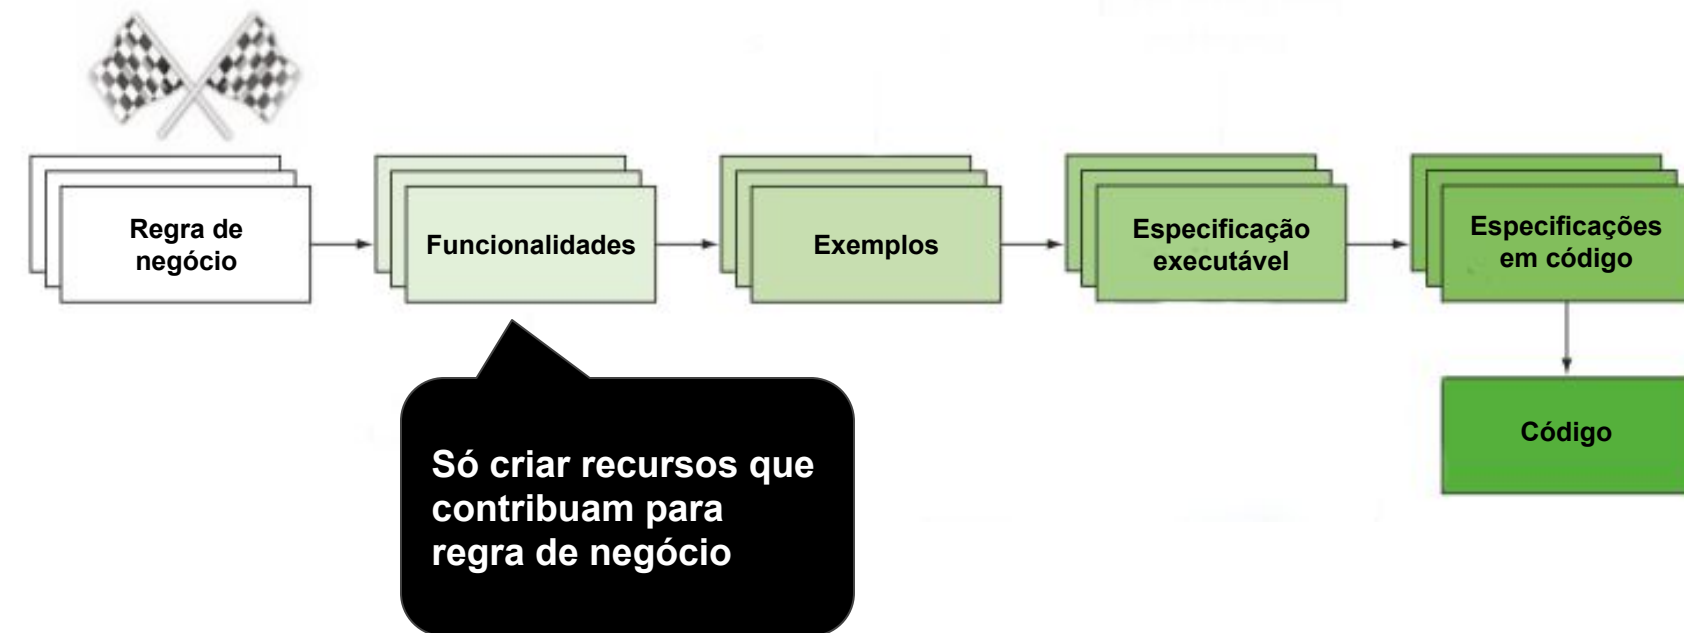 Regra de
negócio
Funcionalidades
Exemplos
Especificação
executável
Especificações
em código
Código
Só criar recursos que
contribuam para
regra de negócio